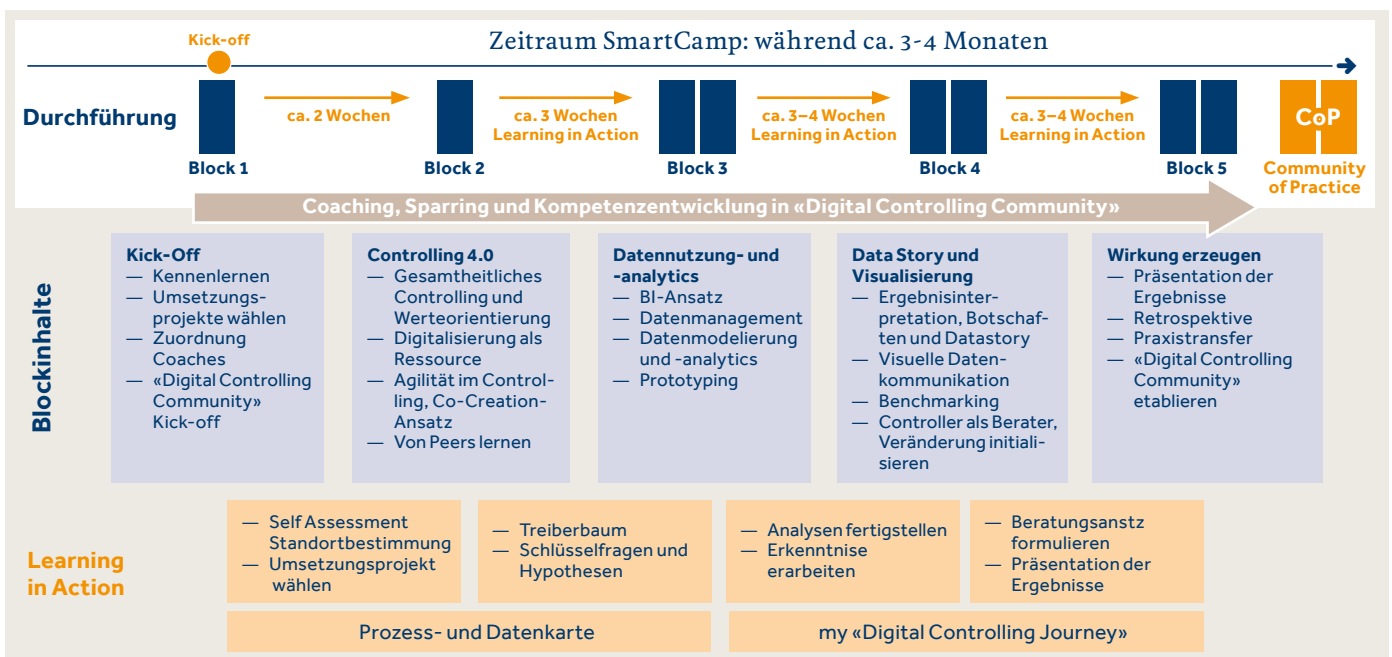 Kick-off
Zeitraum SmartCamp: während ca. 3-4 Monaten
Durchführung
ca. 2 Wochen
ca. 3 Wochen
Learning in Action
ca. 3–4 Wochen
Learning in Action
ca. 3–4 Wochen
Learning in Action
CoP
Block 1
Block 2
Block 3
Block 4
Block 5
Community
of Practice
Coaching, Sparring und Kompetenzentwicklung in «Digital Controlling Community»
Blockinhalte
Kick-Off
— Kennenlernen
— Umsetzungs-
projekte wählen
— Zuordnung
Coaches
— «Digital Controlling
Community»
Kick-off
Controlling 4.0
— Gesamtheitliches
Controlling und
Werteorientierung
— Digitalisierung als
Ressource
— Agilität im Control-
ling, Co-Creation-
Ansatz
— Von Peers lernen
Datennutzung- und
-analytics
— BI-Ansatz
— Datenmanagement
— Datenmodelierung
und -analytics
— Prototyping
Data Story und
Visualisierung
— Ergebnisinter-
pretation, Botschaf-
ten und Datastory
— Visuelle Daten-
kommunikation
— Benchmarking
— Controller als Berater,
Veränderung initiali-
sieren
Wirkung erzeugen
— Präsentation der
Ergebnisse
— Retrospektive
— Praxistransfer
— «Digital Controlling
Community»
etablieren
Learning
in Action
— Self Assessment
Standortbestimmung
— Umsetzungsprojekt
wählen
— Treiberbaum
— Schlüsselfragen und
Hypothesen
— Analysen fertigstellen
— Erkenntnise
erarbeiten
— Beratungsanstz
formulieren
— Präsentation der
Ergebnisse
Prozess- und Datenkarte
my «Digital Controlling Journey»